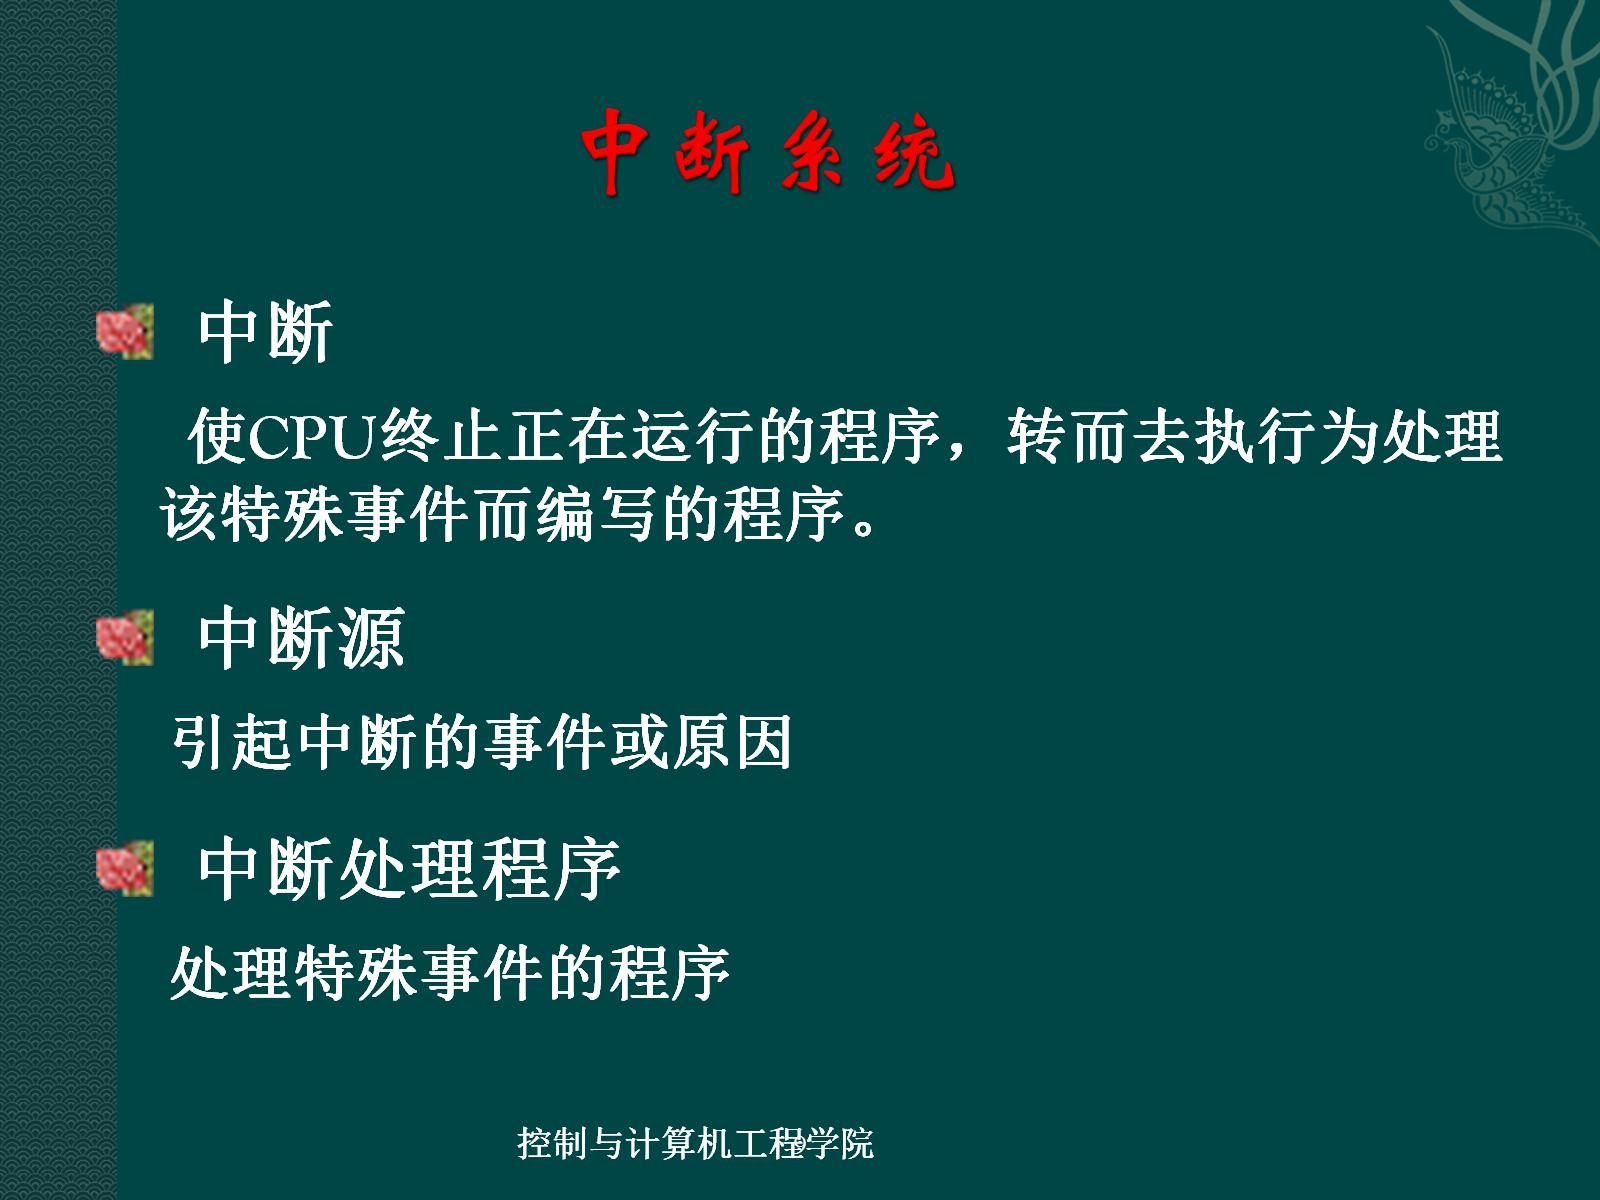 中断系统
中断
使CPU终止正在运行的程序，转而去执行为处理
该特殊事件而编写的程序。
中断源
引起中断的事件或原因
中断处理程序
处理特殊事件的程序
控制与计算机工程学院